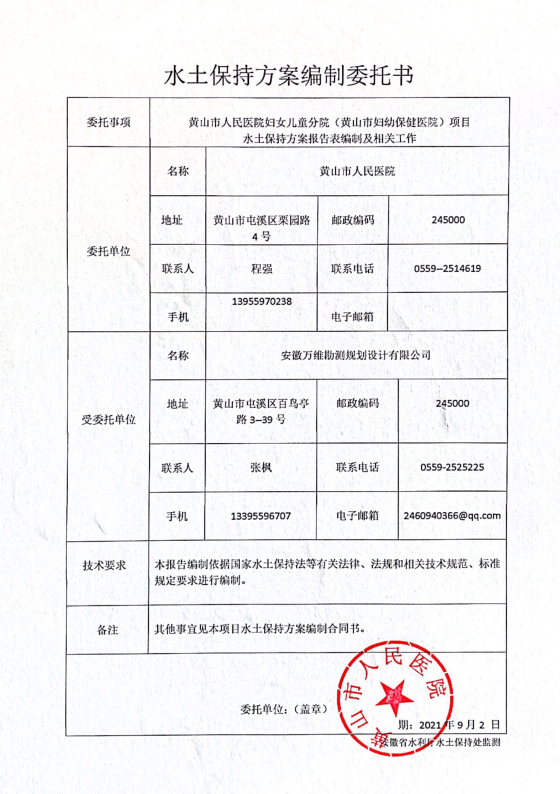 水土保持方案编制委托书
委托事项
黄山市人民医院妇女儿童分院（黄山市妇幼保健医院）项目
水土保持方案报告表编制及相关工作
委托单位
名称
黄山市人民医院
地址
黄山市屯溪区栗园路
4 号
邮政编码
245000
联系人
程强
联系电话
0559—2514619
手机
13955970238
电子邮箱
受委托单位
名称
安徽万维勘测规划设计有限公司
地址
黄山市屯溪区百鸟亭
路 3—39 号
邮政编码
245000
联系人
张枫
联系电话
0559-2525225
手机
13395596707
电子邮箱
2460940366@qq.com
技术要求
本报告编制依据国家水土保持法等有关法律、法规和相关技术规范、标准
规定要求进行编制。
备注
其他事宜见本项目水土保持方案编制合同书。
委托单位：（盖章）
黄山市人民医院
期：2021 年 9 月 2 日
安徽省水利厅水土保持处监测